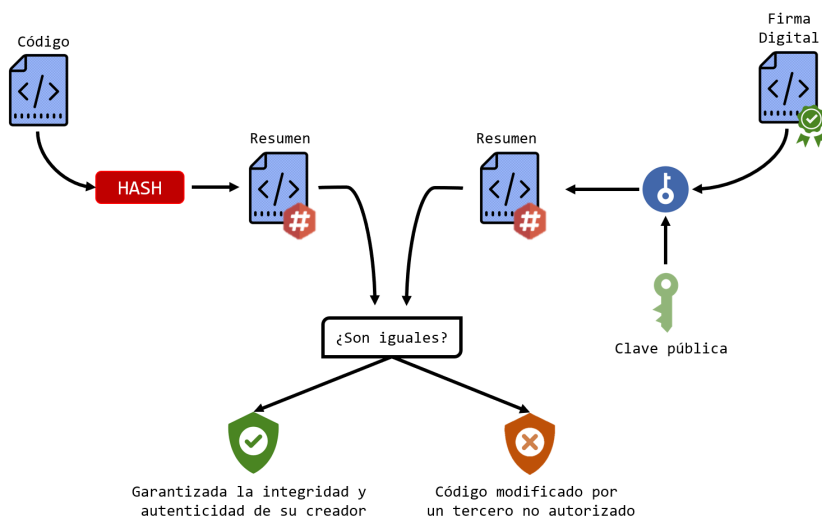 Código
Firma
Digital
HASH
Resumen
#
Resumen
#
¿Son iguales?
Clave pública
Garantizada la integridad y
autenticidad de su creador
Código modificado por
un tercero no autorizado